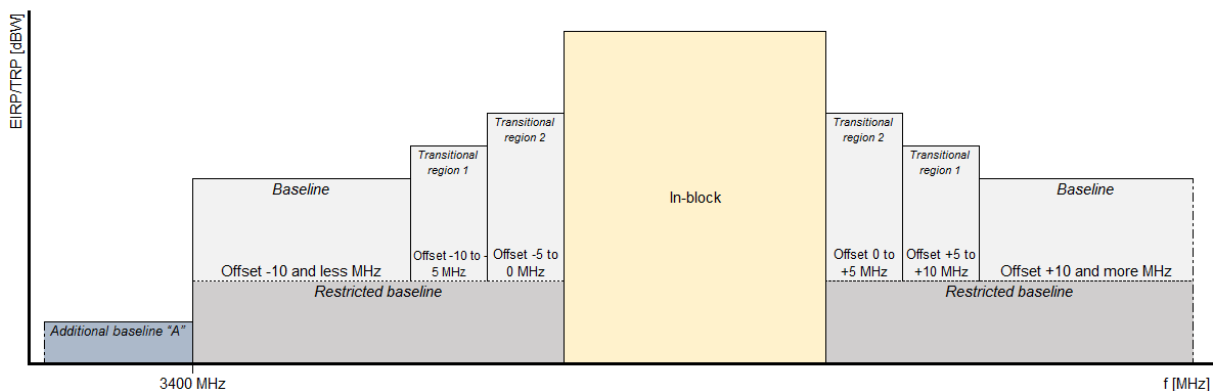 EIRP/TRP [dBW]
Transitional
region 2
Transitional
region 1
Baseline
In-block
Transitional
region 2
Transitional
region 1
Baseline
Offset -10 and less MHz
Offset -10 to -
5 MHz
Offset -5 to
0 MHz
Offset 0 to
+5 MHz
Offset +5 to
+10 MHz
Offset +10 and more MHz
Restricted baseline
Restricted baseline
Additional baseline “A”
3400 MHz
f [MHz]